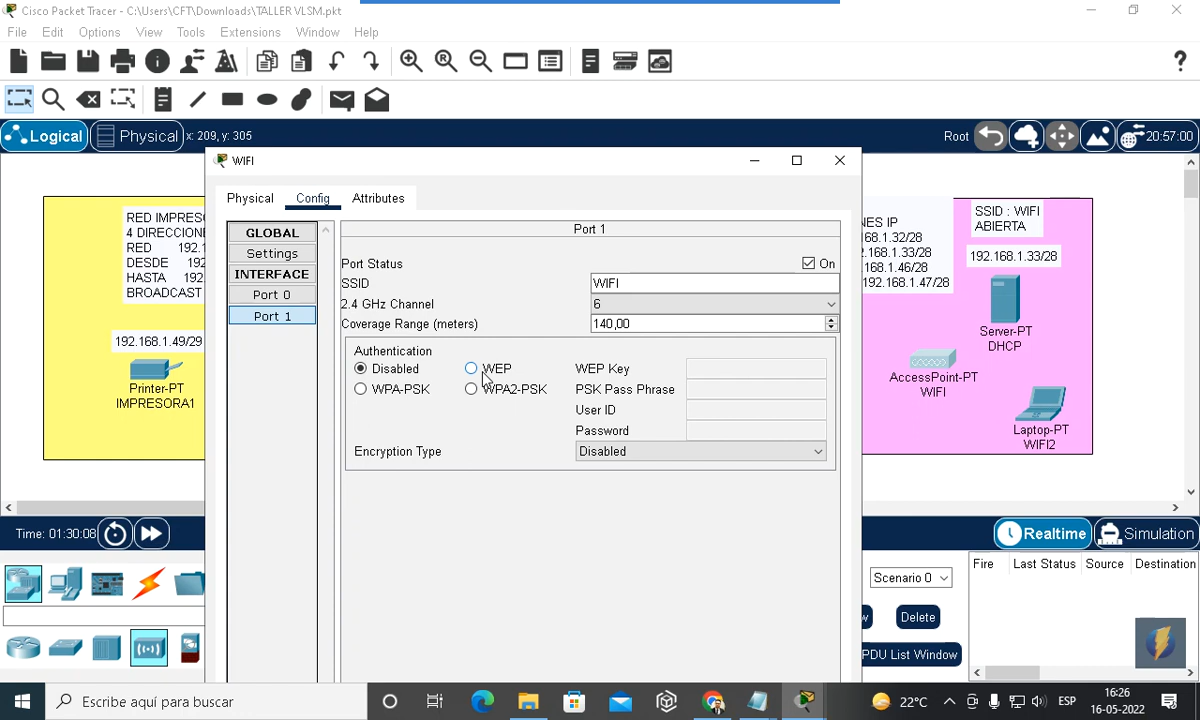 Cisco Packet Tracer - C:\Users\CFT\Downloads\TALLER VLSM.pkt
File Edit Options View Tools Extensions Window Help
Logical Physical x: 209, y: 305
Root 20:57:00
WIFI
Physical Config Attributes
GLOBAL
Settings
INTERFACE
Port 0
Port 1
Port 1
Port Status On
SSID WIFI
2.4 GHz Channel 6
Coverage Range (meters) 140,00
Authentication
Disabled WEP WEP Key
WPA-PSK WPA2-PSK PSK Pass Phrase
User ID
Password
Encryption Type Disabled
RED IMPRESO
4 DIRECCIONE
RED 192.1
DESDE 192
HASTA 192
BROADCAST
192.168.1.49/29
Printer-PT
IMPRESORA1
NES IP
68.1.32/28
.168.1.33/28
168.1.46/28
192.168.1.47/28
SSID : WIFI
ABIERTA
192.168.1.33/28
Server-PT
DHCP
AccessPoint-PT
WIFI
Laptop-PT
WIFI2
Time: 01:30:08
Realtime Simulation
Scenario 0
Fire Last Status Source Destination
w Delete
PDU List Window
Escribe aquí para buscar
22°C ESP
16:26
16-05-2022